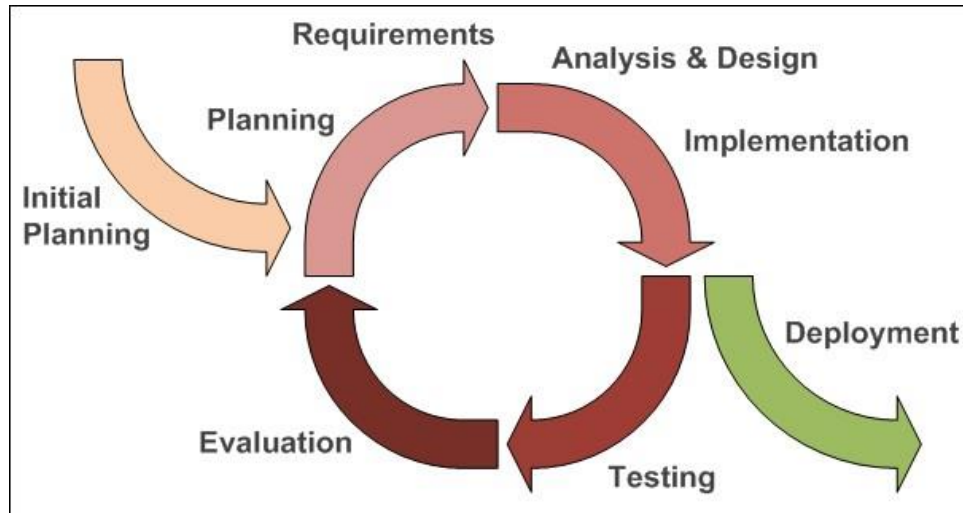 Requirements
Analysis & Design
Planning
Implementation
Initial
Planning
Deployment
Evaluation
Testing